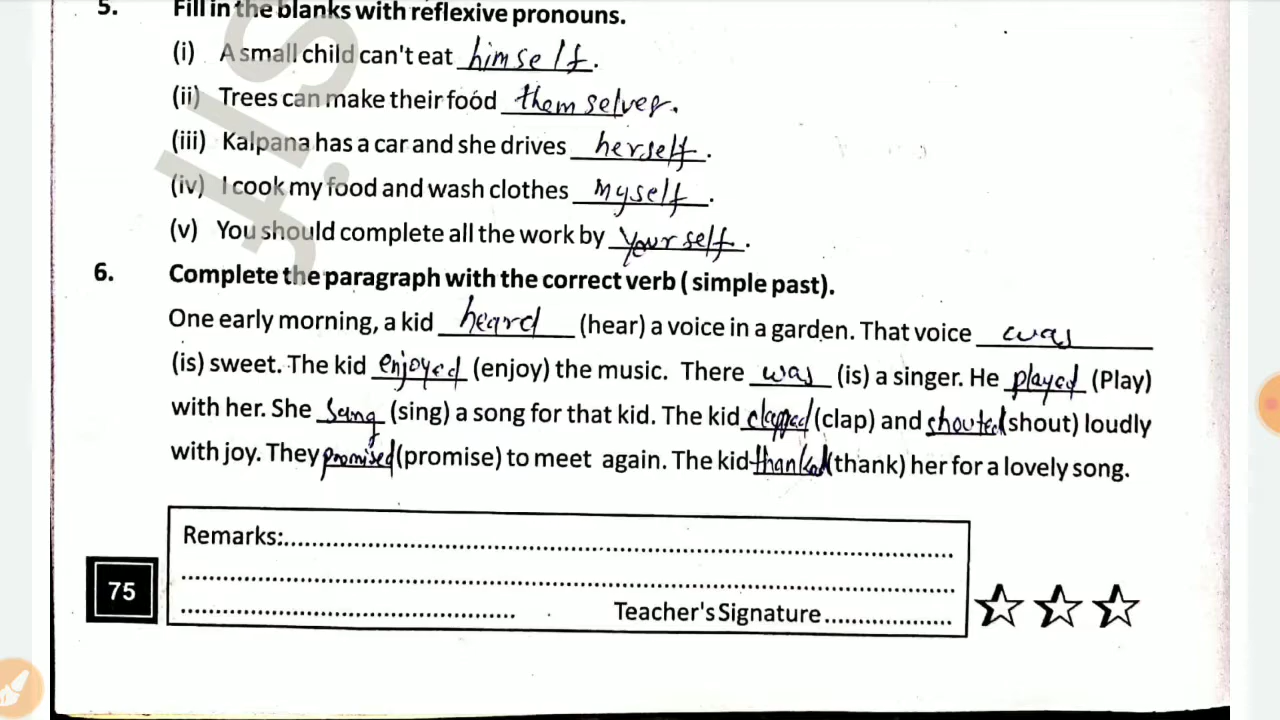 5. Fill in the blanks with reflexive pronouns.
(i) A small child can't eat himself.
(ii) Trees can make their food themselves.
(iii) Kalpana has a car and she drives herself.
(iv) I cook my food and wash clothes myself.
(v) You should complete all the work by yourself.
6. Complete the paragraph with the correct verb ( simple past).
One early morning, a kid heard (hear) a voice in a garden. That voice was
(is) sweet. The kid enjoyed (enjoy) the music. There was (is) a singer. He played (Play)
with her. She sang (sing) a song for that kid. The kid clapped (clap) and shouted (shout) loudly
with joy. They promised (promise) to meet again. The kid thanked (thank) her for a lovely song.
Remarks:
75
Teacher's Signature